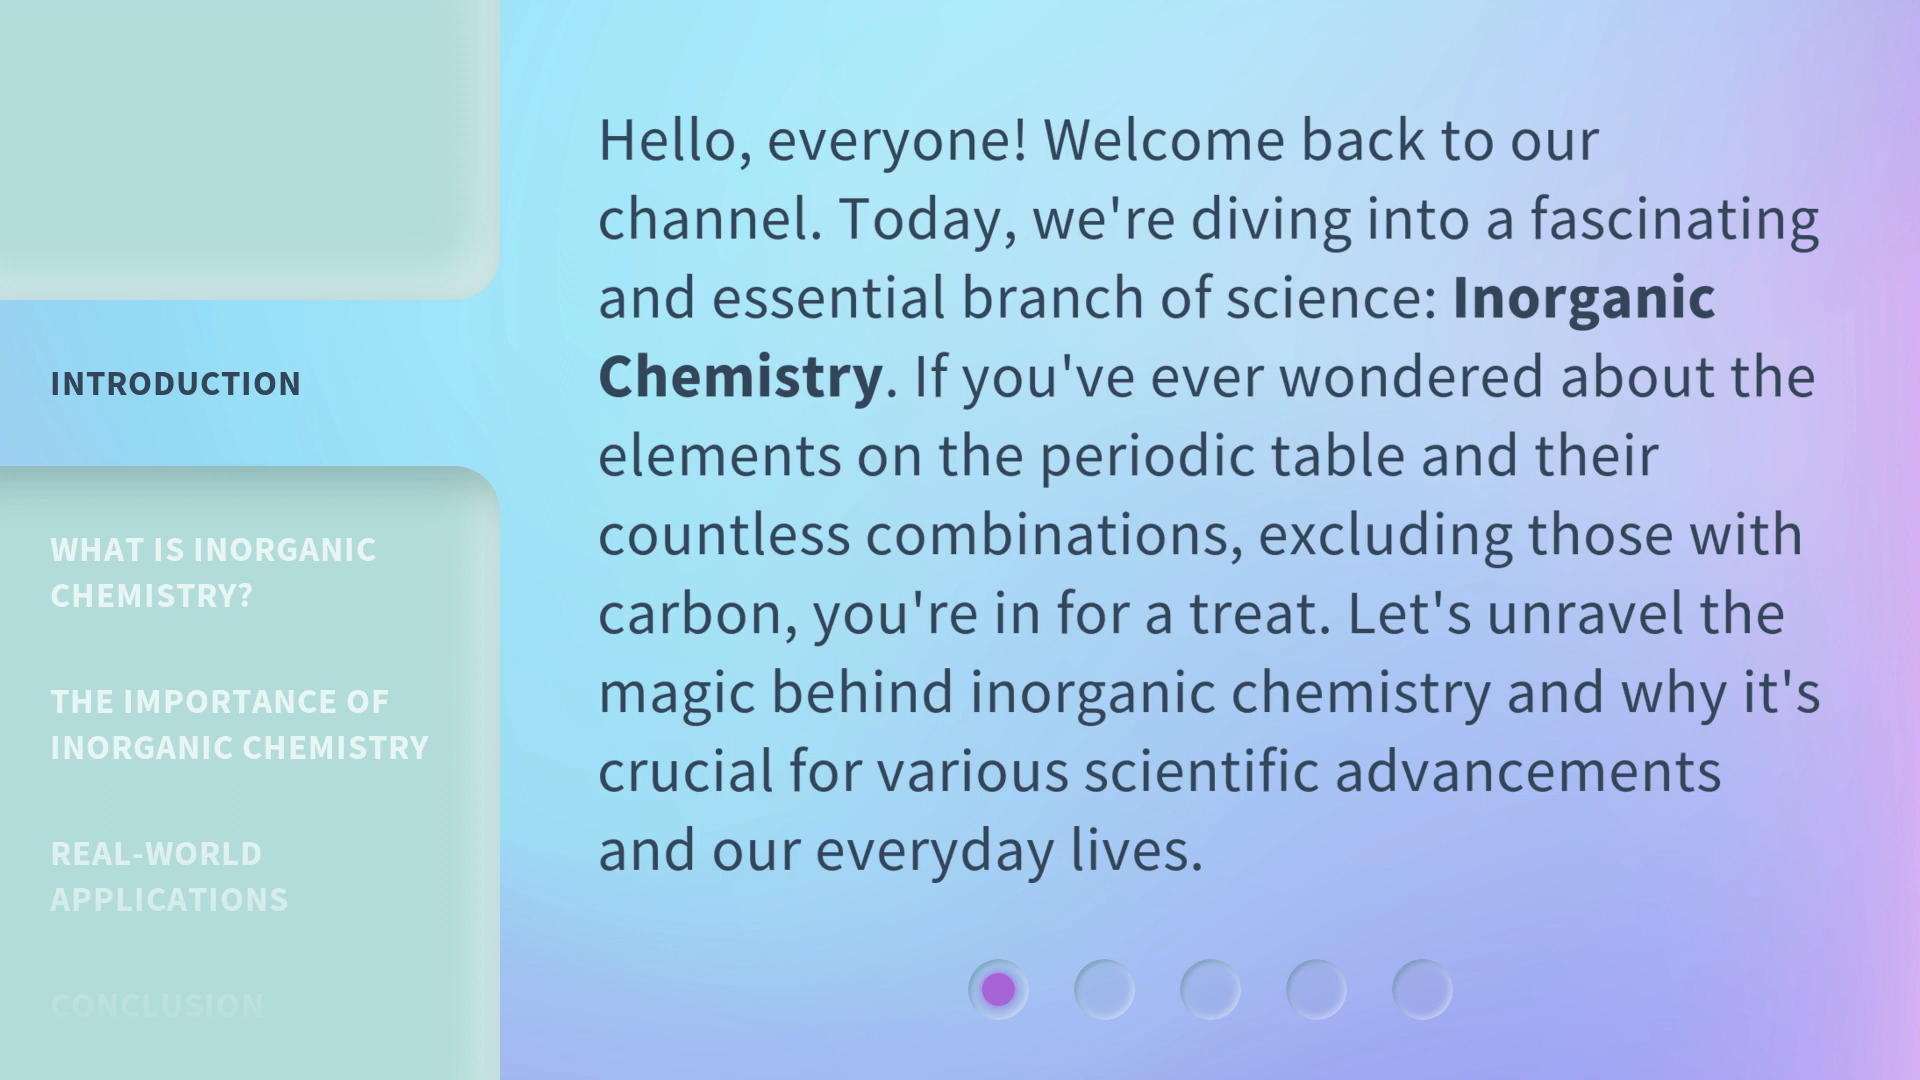 INTRODUCTION
WHAT IS INORGANIC
CHEMISTRY?
THE IMPORTANCE OF
INORGANIC CHEMISTRY
REAL-WORLD
APPLICATIONS
CONCLUSION
Hello, everyone! Welcome back to our
channel. Today, we're diving into a fascinating
and essential branch of science: Inorganic
Chemistry. If you've ever wondered about the
elements on the periodic table and their
countless combinations, excluding those with
carbon, you're in for a treat. Let's unravel the
magic behind inorganic chemistry and why it's
crucial for various scientific advancements
and our everyday lives.